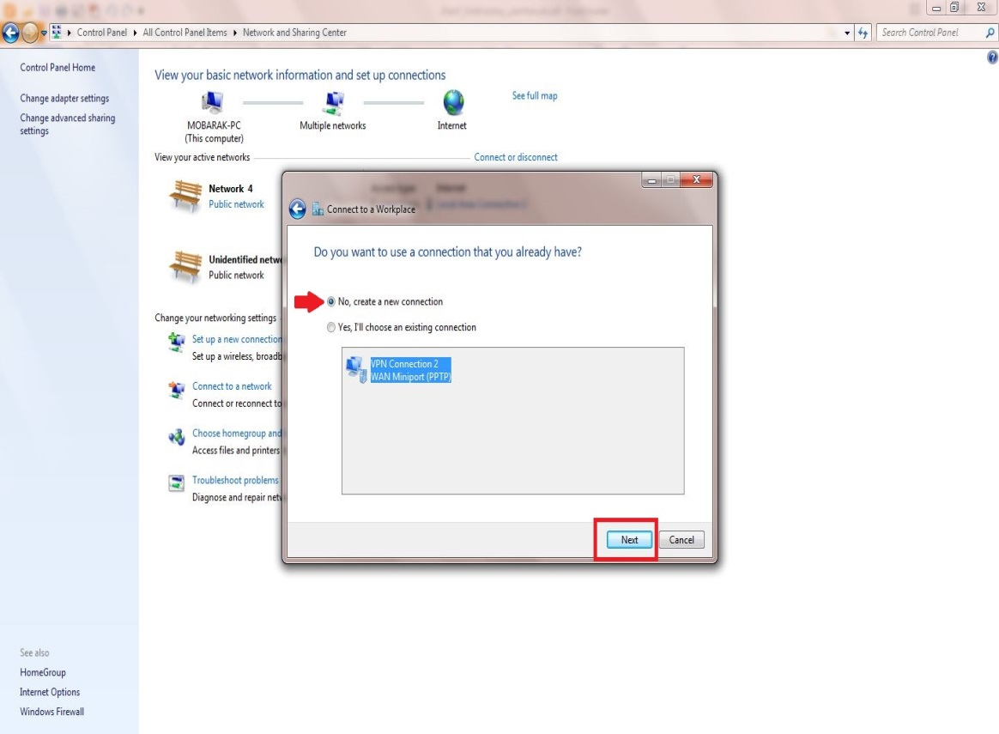 Control Panel
All Control Panel Items
Network and Sharing Center
Search Control Panel
Control Panel Home
Change adapter settings
Change advanced sharing
settings
View your basic network information and set up connections
See full map
MOBARAK-PC
(This computer)
Multiple networks
Internet
View your active networks
Connect or disconnect
Network 4
Public network
Unidentified netw
Public network
Change your networking settings
Set up a new connection
Set up a wireless, broadb
Connect to a network
Connect or reconnect to
Choose homegroup and
Access files and printers
Troubleshoot problems
Diagnose and repair netw
Connect to a Workplace
Do you want to use a connection that you already have?
No, create a new connection
Yes, I'll choose an existing connection
VPN Connection 2
WAN Miniport (PPTP)
Next
Cancel
See also
HomeGroup
Internet Options
Windows Firewall